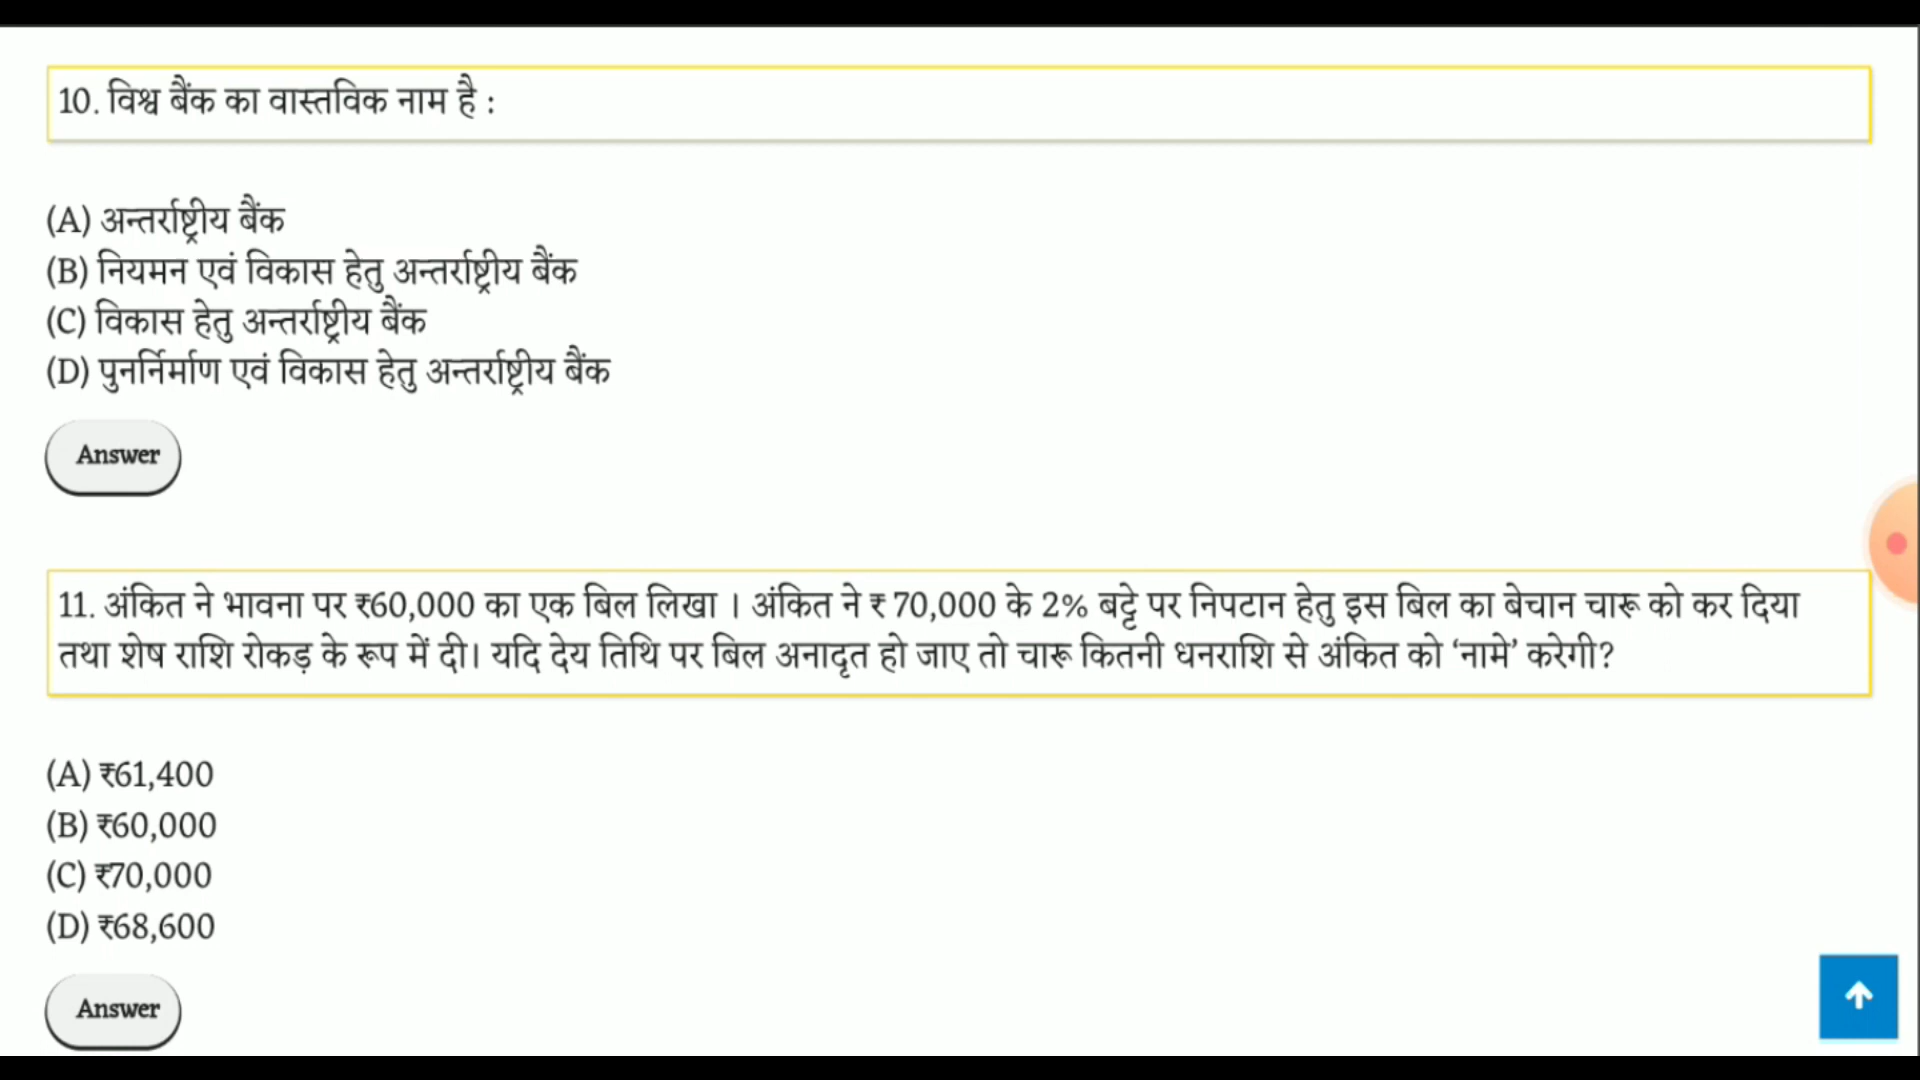 10. विश्व बैंक का वास्तविक नाम है :
(A) अन्तर्राष्ट्रीय बैंक
(B) नियमन एवं विकास हेतु अन्तर्राष्ट्रीय बैंक
(C) विकास हेतु अन्तर्राष्ट्रीय बैंक
(D) पुनर्निर्माण एवं विकास हेतु अन्तर्राष्ट्रीय बैंक
Answer
11. अंकित ने भावना पर ₹60,000 का एक बिल लिखा । अंकित ने ₹ 70,000 के 2% बट्टे पर निपटान हेतु इस बिल का बेचान चारू को कर दिया
तथा शेष राशि रोकड़ के रूप में दी। यदि देय तिथि पर बिल अनादृत हो जाए तो चारू कितनी धनराशि से अंकित को ‘नामे’ करेगी?
(A) ₹61,400
(B) ₹60,000
(C) ₹70,000
(D) ₹68,600
Answer